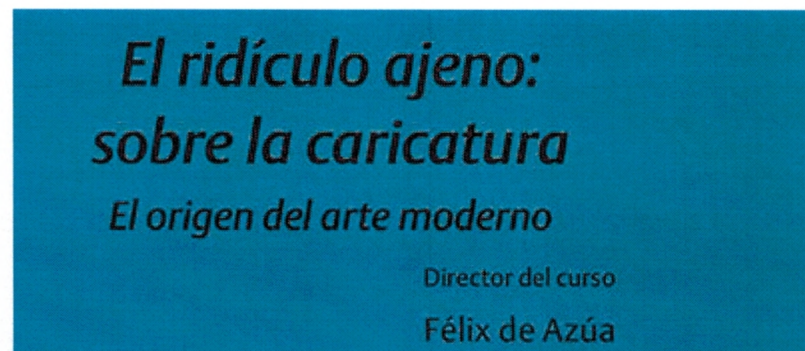 El ridículo ajeno:
sobre la caricatura
El origen del arte moderno
Director del curso
Félix de Azúa